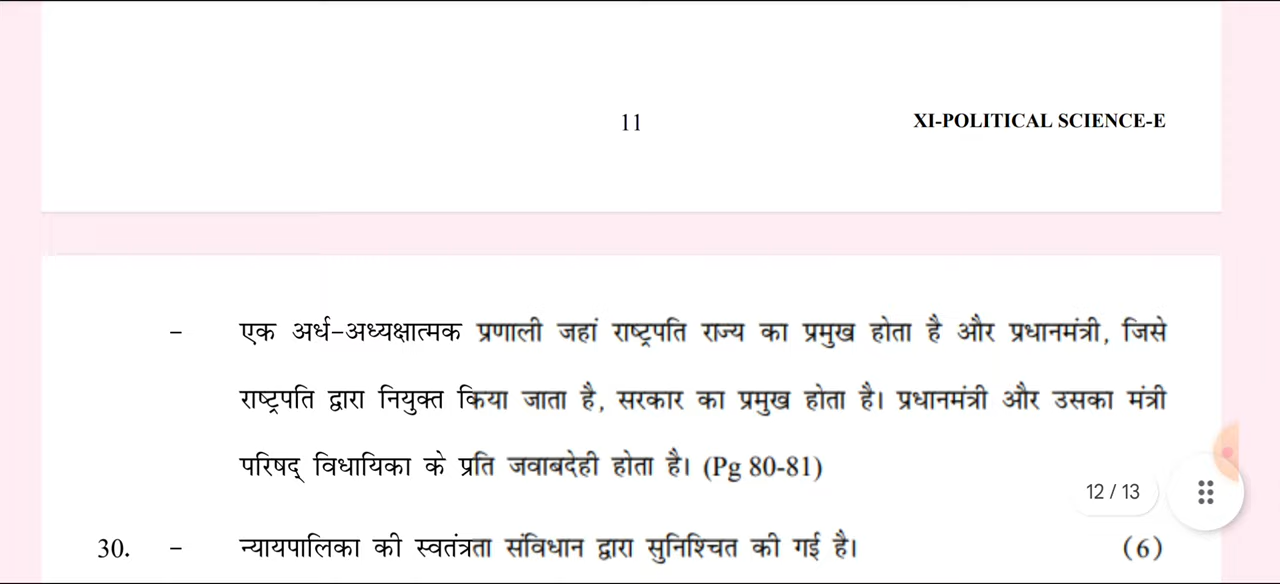 11
XI-POLITICAL SCIENCE-E
– एक अर्ध-अध्यक्षात्मक प्रणाली जहां राष्ट्रपति राज्य का प्रमुख होता है और प्रधानमंत्री, जिसे
राष्ट्रपति द्वारा नियुक्त किया जाता है, सरकार का प्रमुख होता है। प्रधानमंत्री और उसका मंत्री
परिषद् विधायिका के प्रति जवाबदेही होता है। (Pg 80-81)
12 / 13
30. – न्यायपालिका की स्वतंत्रता संविधान द्वारा सुनिश्चित की गई है। (6)